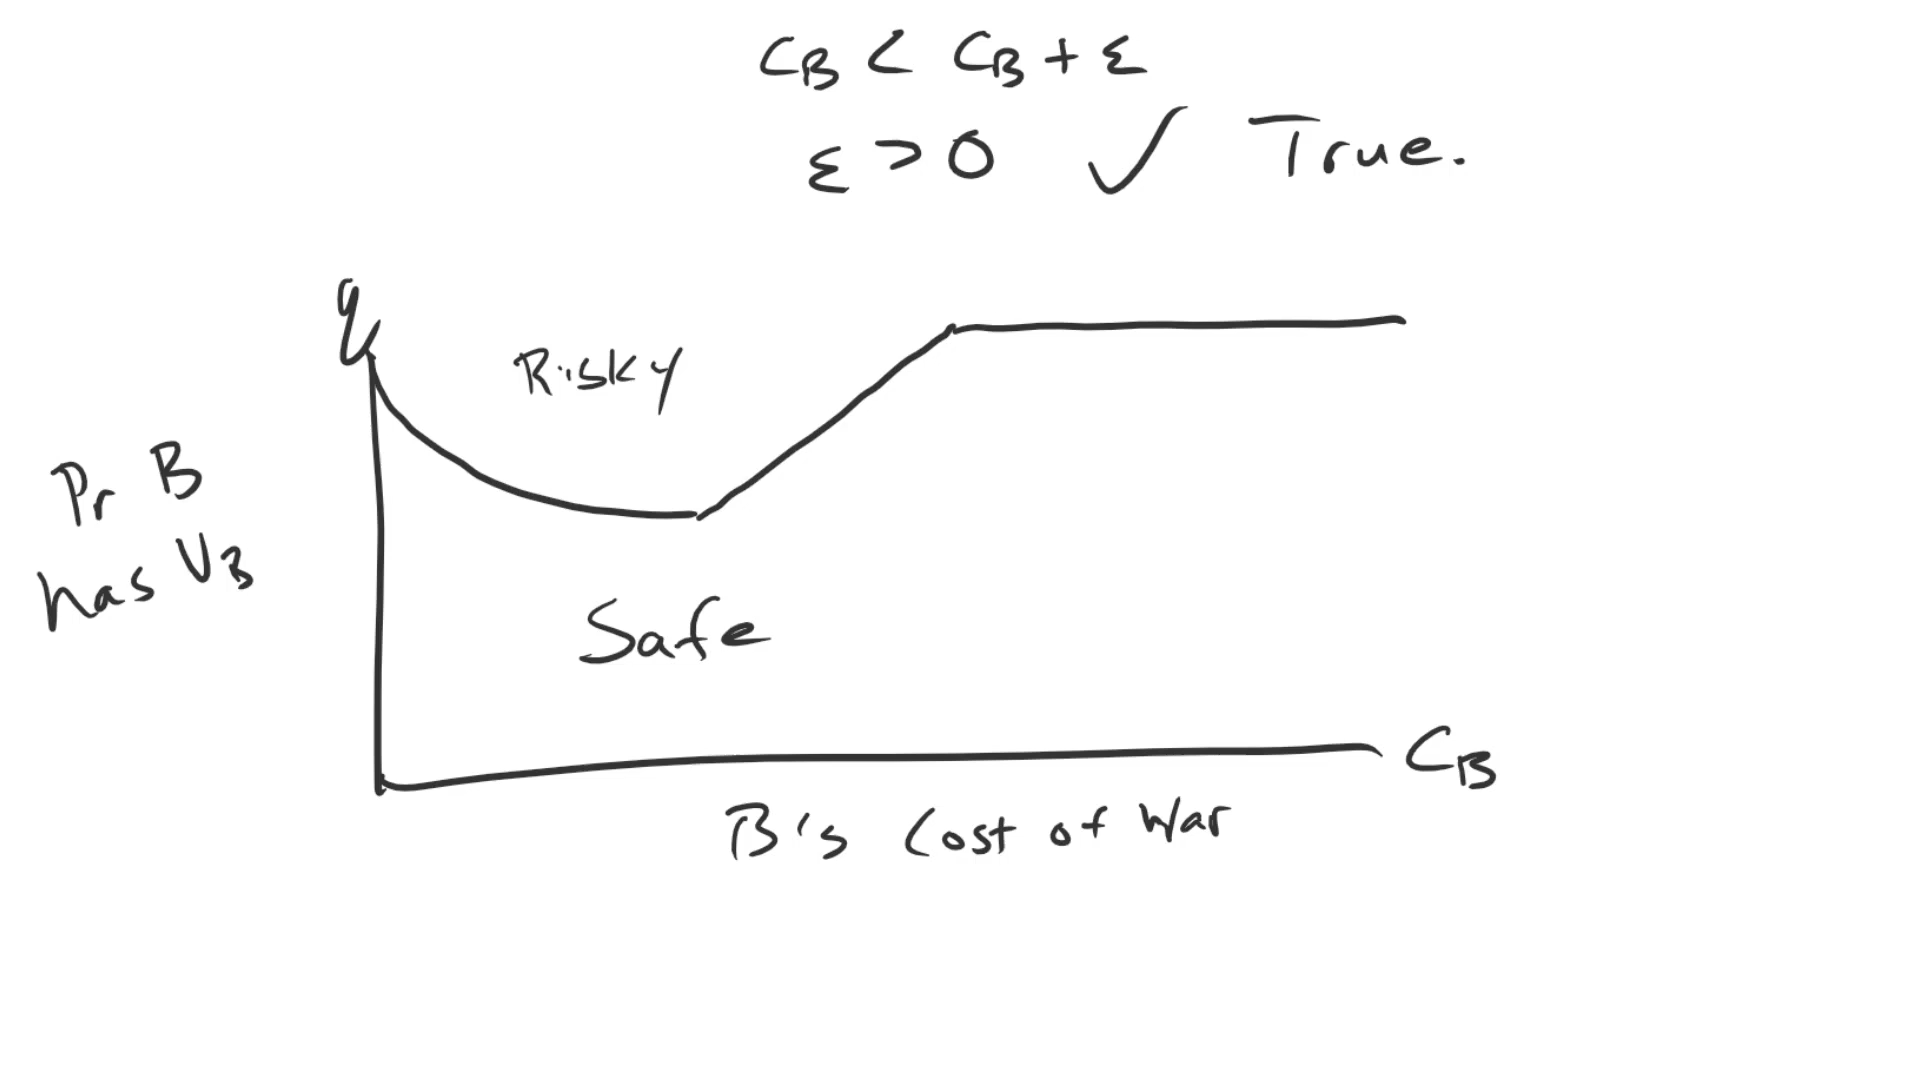 CB < CB + ε
ε > 0 ✓ True.
q
Risky
Pr B
has VB
Safe
CB
B's Cost of War